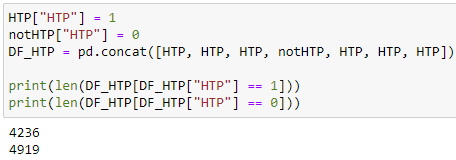 HTP["HTP"] = 1
notHTP["HTP"] = 0
DF_HTP = pd.concat([HTP, HTP, HTP, notHTP, HTP, HTP, HTP])
print(len(DF_HTP[DF_HTP["HTP"] == 1]))
print(len(DF_HTP[DF_HTP["HTP"] == 0]))
4236
4919